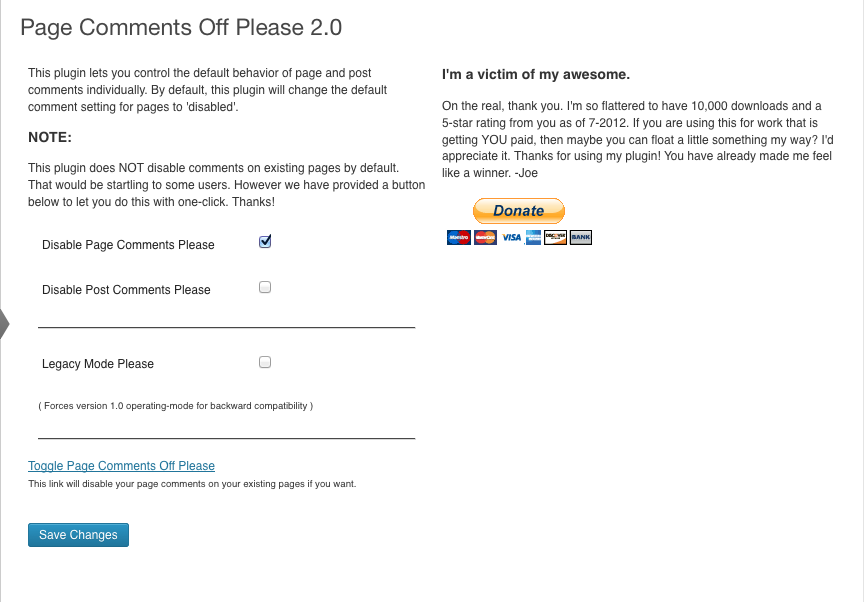 Page Comments Off Please 2.0
This plugin lets you control the default behavior of page and post
comments individually. By default, this plugin will change the default
comment setting for pages to 'disabled'.
NOTE:
This plugin does NOT disable comments on existing pages by default.
That would be startling to some users. However we have provided a button
below to let you do this with one-click. Thanks!
Disable Page Comments Please
Disable Post Comments Please
Legacy Mode Please
( Forces version 1.0 operating-mode for backward compatibility )
Toggle Page Comments Off Please
This link will disable your page comments on your existing pages if you want.
Save Changes
I'm a victim of my awesome.
On the real, thank you. I'm so flattered to have 10,000 downloads and a
5-star rating from you as of 7-2012. If you are using this for work that is
getting YOU paid, then maybe you can float a little something my way? I'd
appreciate it. Thanks for using my plugin! You have already made me feel
like a winner. -Joe
Donate
Maestro MasterCard VISA DISCOVER BANK